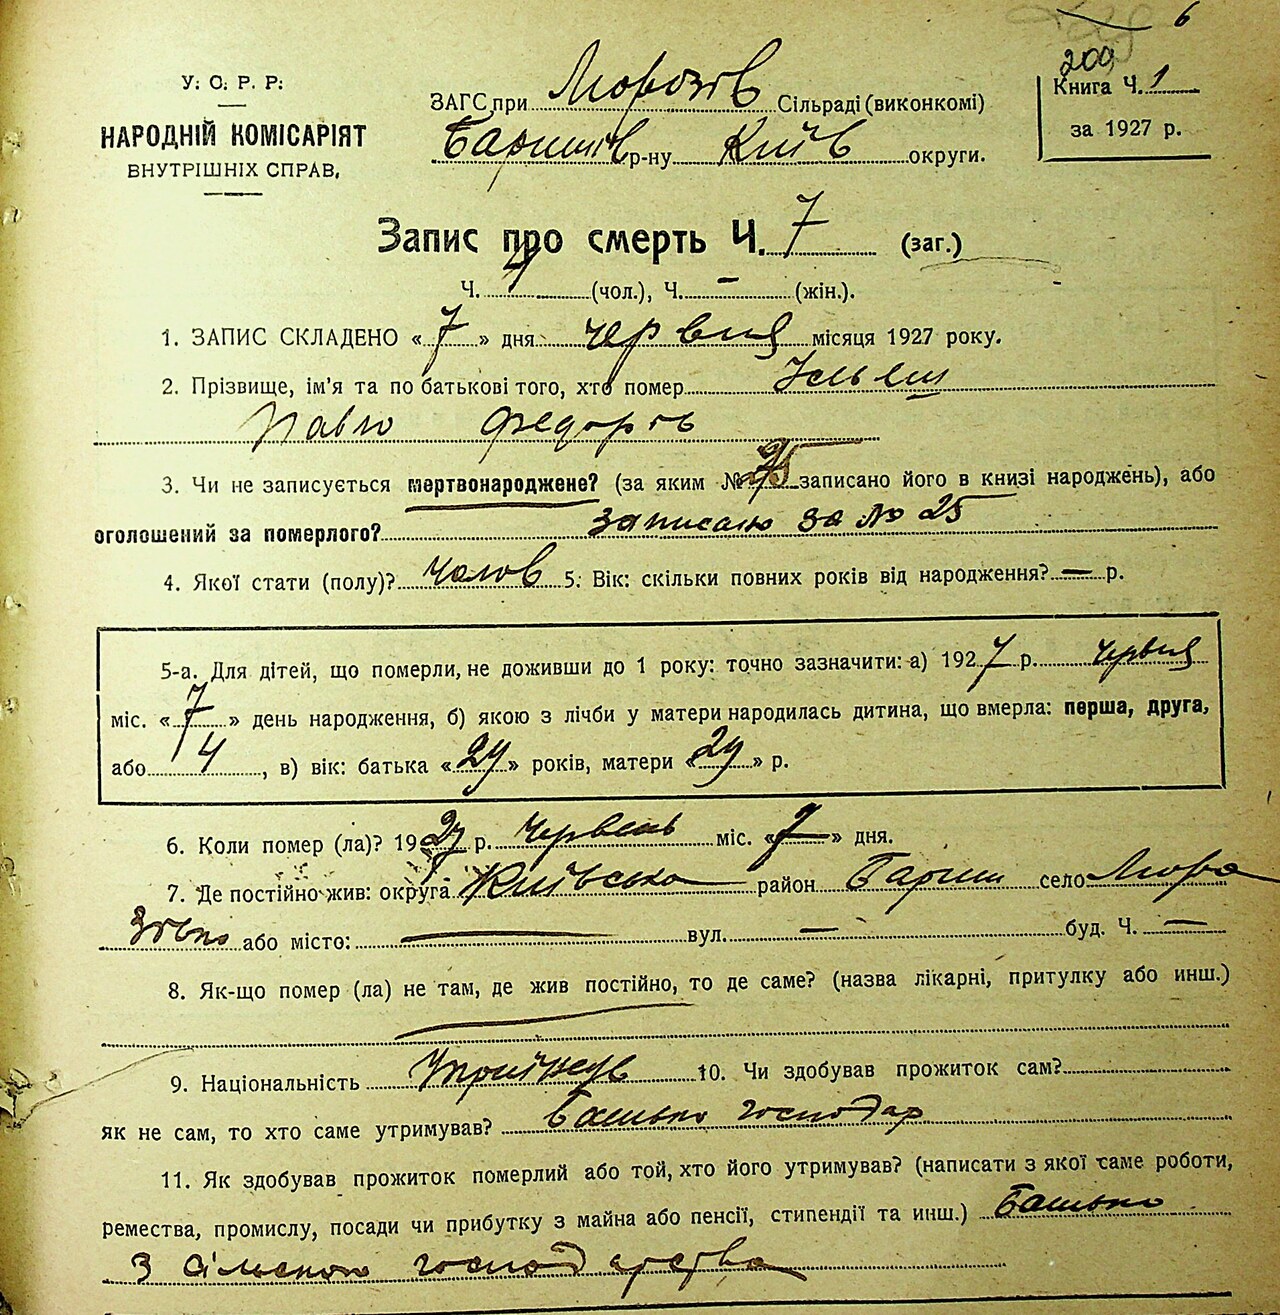 6
209
У. С. Р. Р.
НАРОДНІЙ КОМІСАРІЯТ
ВНУТРІШНІХ СПРАВ.
ЗАГС при Морозів Сільраді (виконкомі)
Баришів р-ну Київ округи.
Книга Ч. 1
за 1927 р.
Запис про смерть Ч. 7 (заг.)
Ч. (чол.), Ч. – (жін.).
1. ЗАПИС СКЛАДЕНО « 7 » дня червня місяця 1927 року.
2. Прізвище, ім'я та по батькові того, хто помер
Павло Федорів
3. Чи не записується мертвонароджене? (за яким № 25 записано його в книзі народжень), або
оголошений за померлого? записано за № 25
4. Якої стати (полу)? чолов 5. Вік: скільки повних років від народження? — р.
5-а. Для дітей, що померли, не доживши до 1 року: точно зазначити: а) 1927 р. червня
міс. « 7 » день народження, б) якою з лічби у матери народилась дитина, що вмерла: перша, друга,
або 4, в) вік: батька « 29 » років, матери « 29 » р.
6. Коли помер (ла)? 1927 р. Червень міс. « 7 » дня.
7. Де постійно жив: округа Київська район Бариш село Моро
зівка або місто: — вул. — буд. Ч. —
8. Як-що помер (ла) не там, де жив постійно, то де саме? (назва лікарні, притулку або инш.)
9. Національність Українець 10. Чи здобував прожиток сам?
як не сам, то хто саме утримував? Батько господар
11. Як здобував прожиток померлий або той, хто його утримував? (написати з якої саме роботи,
ремества, промислу, посади чи прибутку з майна або пенсії, стипендії та инш.) Батько
з сільского господарства